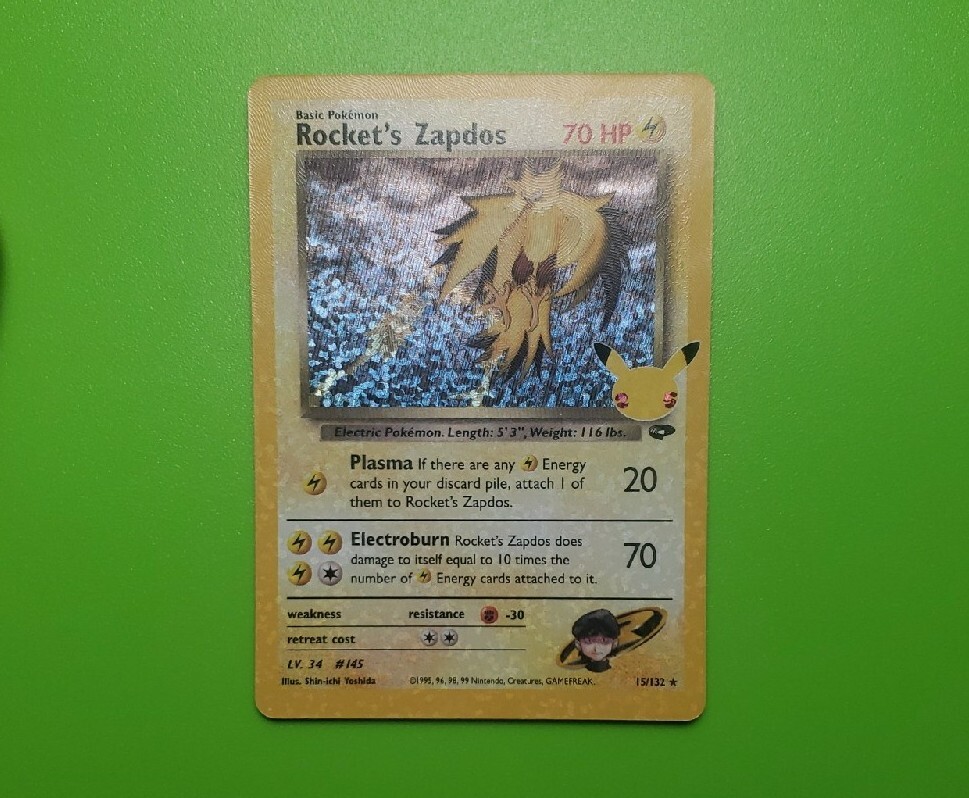 Basic Pokémon
Rocket's Zapdos 70 HP
Electric Pokémon. Length: 5'3", Weight: 116 lbs.
Plasma If there are any Energy
cards in your discard pile, attach 1 of
them to Rocket's Zapdos.
20
Electroburn Rocket's Zapdos does
damage to itself equal to 10 times the
number of Energy cards attached to it.
70
weakness resistance -30
retreat cost
LV. 34 #145
Illus. Shin-ichi Yoshida ©1995, 96, 98, 99 Nintendo, Creatures, GAMEFREAK. 15/132 ★